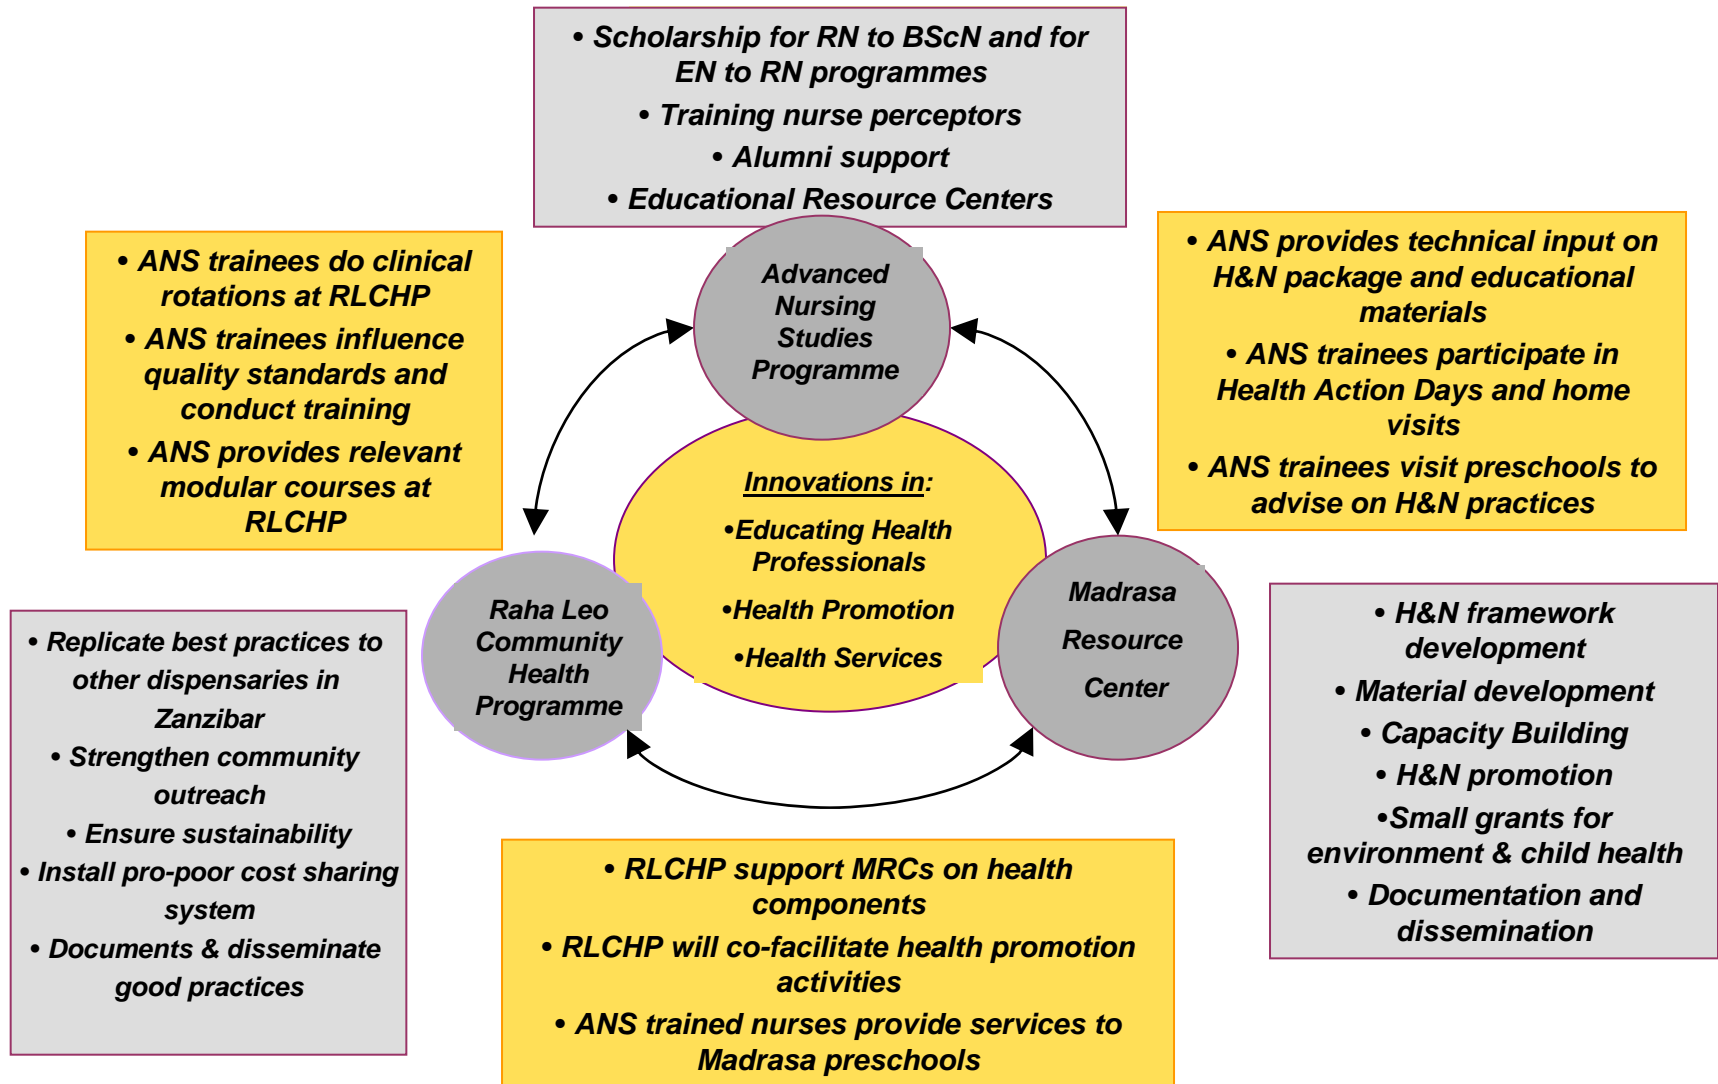 • Scholarship for RN to BScN and for
EN to RN programmes
• Training nurse perceptors
• Alumni support
• Educational Resource Centers
• ANS trainees do clinical
rotations at RLCHP
• ANS trainees influence
quality standards and
conduct training
• ANS provides relevant
modular courses at
RLCHP
Advanced
Nursing
Studies
Programme
• ANS provides technical input on
H&N package and educational
materials
• ANS trainees participate in
Health Action Days and home
visits
• ANS trainees visit preschools to
advise on H&N practices
Innovations in:
•Educating Health
Professionals
•Health Promotion
•Health Services
Raha Leo
Community
Health
Programme
Madrasa
Resource
Center
• Replicate best practices to
other dispensaries in
Zanzibar
• Strengthen community
outreach
• Ensure sustainability
• Install pro-poor cost sharing
system
• Documents & disseminate
good practices
• H&N framework
development
• Material development
• Capacity Building
• H&N promotion
•Small grants for
environment & child health
• Documentation and
dissemination
• RLCHP support MRCs on health
components
• RLCHP will co-facilitate health promotion
activities
• ANS trained nurses provide services to
Madrasa preschools